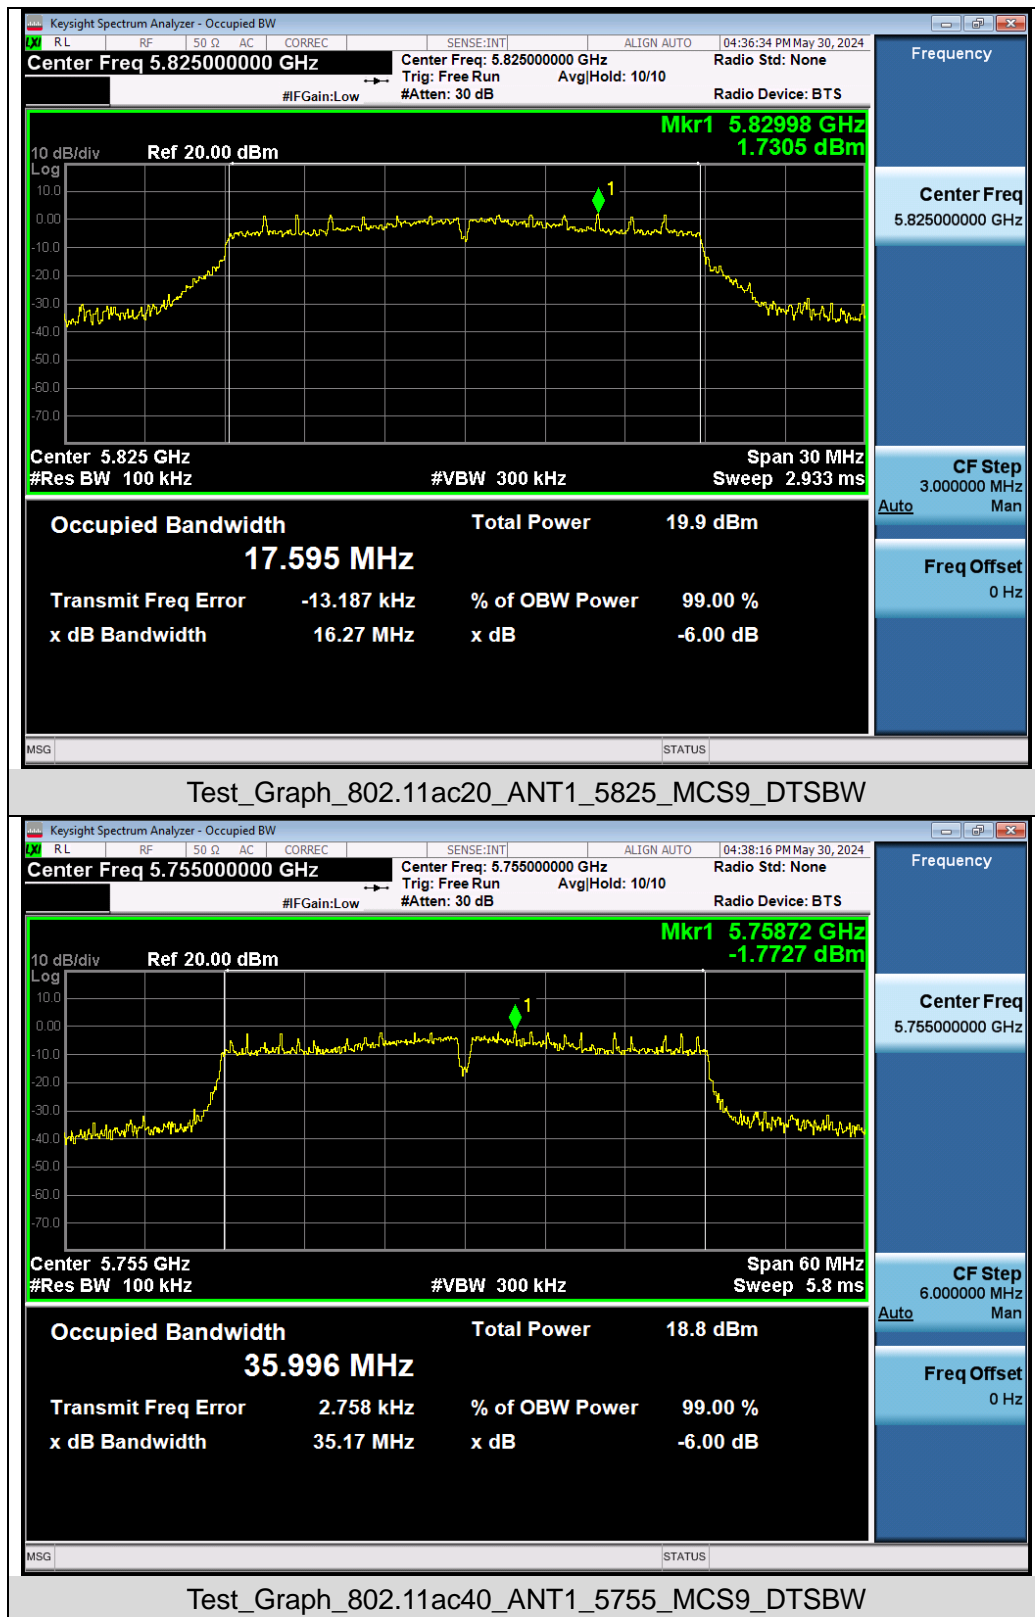 Keysight Spectrum Analyzer - Occupied BW
LXI RL RF 50 Ω AC CORREC SENSE:INT ALIGN AUTO 04:36:34 PM May 30, 2024
Center Freq 5.825000000 GHz
Center Freq: 5.825000000 GHz
Radio Std: None
Trig: Free Run Avg|Hold: 10/10
#IFGain:Low
#Atten: 30 dB
Radio Device: BTS
Mkr1 5.82998 GHz
1.7305 dBm
10 dB/div Ref 20.00 dBm
Log
1
10.0
0.00
-10.0
-20.0
-30.0
-40.0
-50.0
-60.0
-70.0
Center 5.825 GHz Span 30 MHz
#Res BW 100 kHz #VBW 300 kHz Sweep 2.933 ms
Occupied Bandwidth Total Power 19.9 dBm
17.595 MHz
Transmit Freq Error -13.187 kHz % of OBW Power 99.00 %
x dB Bandwidth 16.27 MHz x dB -6.00 dB
MSG STATUS
Frequency
Center Freq
5.825000000 GHz
CF Step
3.000000 MHz
Auto Man
Freq Offset
0 Hz
Test_Graph_802.11ac20_ANT1_5825_MCS9_DTSBW
Keysight Spectrum Analyzer - Occupied BW
LXI RL RF 50 Ω AC CORREC SENSE:INT ALIGN AUTO 04:38:16 PM May 30, 2024
Center Freq 5.755000000 GHz
Center Freq: 5.755000000 GHz
Radio Std: None
Trig: Free Run Avg|Hold: 10/10
#IFGain:Low
#Atten: 30 dB
Radio Device: BTS
Mkr1 5.75872 GHz
-1.7727 dBm
10 dB/div Ref 20.00 dBm
Log
1
10.0
0.00
-10.0
-20.0
-30.0
-40.0
-50.0
-60.0
-70.0
Center 5.755 GHz Span 60 MHz
#Res BW 100 kHz #VBW 300 kHz Sweep 5.8 ms
Occupied Bandwidth Total Power 18.8 dBm
35.996 MHz
Transmit Freq Error 2.758 kHz % of OBW Power 99.00 %
x dB Bandwidth 35.17 MHz x dB -6.00 dB
MSG STATUS
Frequency
Center Freq
5.755000000 GHz
CF Step
6.000000 MHz
Auto Man
Freq Offset
0 Hz
Test_Graph_802.11ac40_ANT1_5755_MCS9_DTSBW